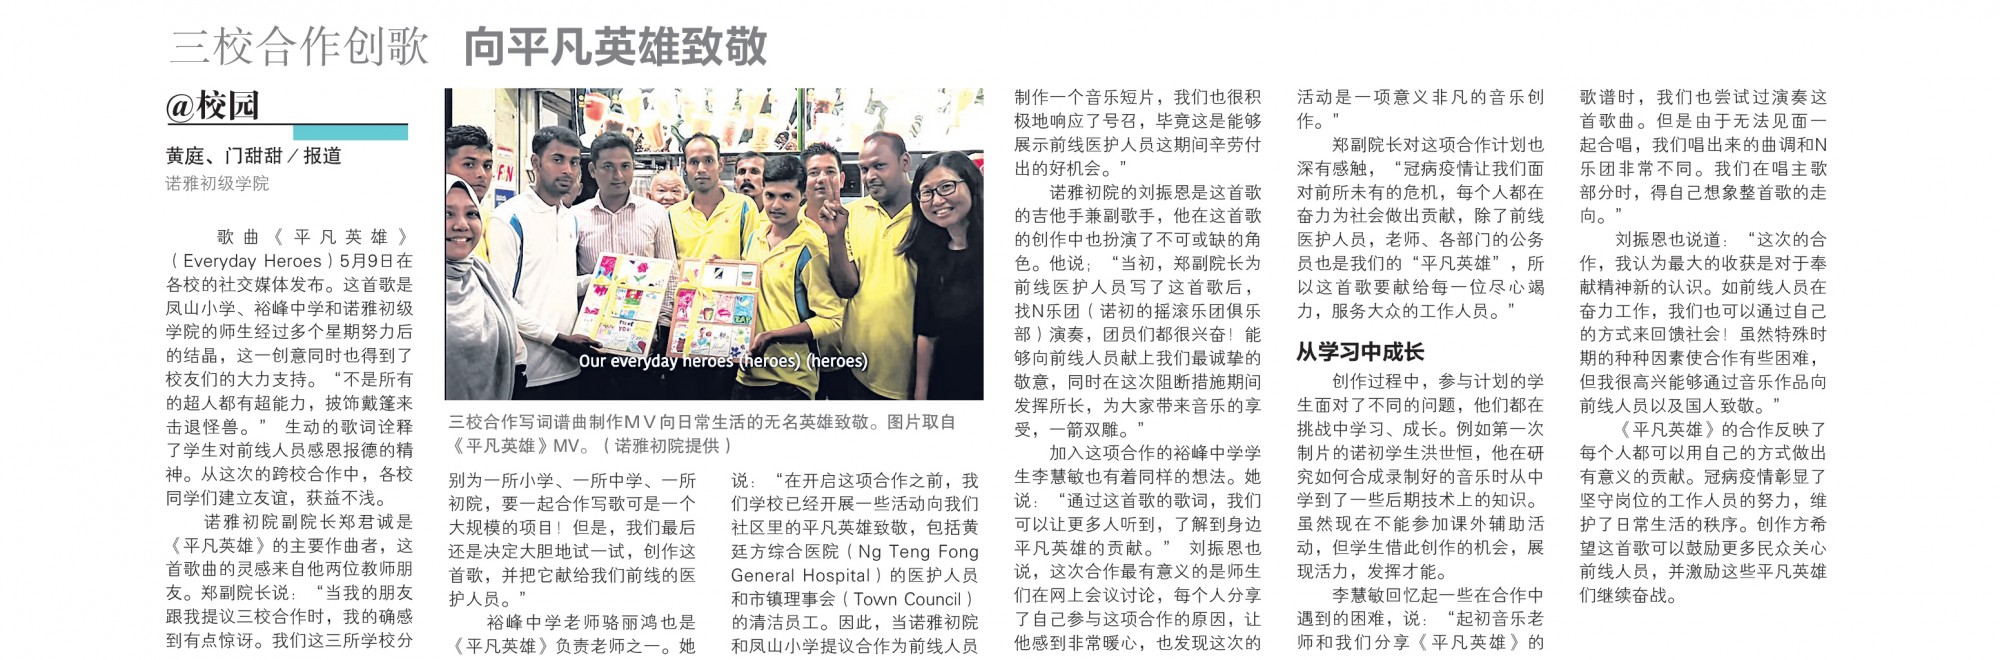 三校合作创歌 向平凡英雄致敬
@校园
黄庭、门甜甜／报道
诺雅初级学院
歌曲《平凡英雄》
（Everyday Heroes）5月9日在
各校的社交媒体发布。这首歌是
凤山小学、裕峰中学和诺雅初级
学院的师生经过多个星期努力后
的结晶，这一创意同时也得到了
校友们的大力支持。“不是所有
的超人都有超能力，披饰戴篷来
击退怪兽。” 生动的歌词诠释
了学生对前线人员感恩报德的精
神。从这次的跨校合作中，各校
同学们建立友谊，获益不浅。
诺雅初院副院长郑君诚是
《平凡英雄》的主要作曲者，这
首歌曲的灵感来自他两位教师朋
友。郑副院长说：“当我的朋友
跟我提议三校合作时，我的确感
到有点惊讶。我们这三所学校分
Our everyday heroes (heroes) (heroes)
三校合作写词谱曲制作MV向日常生活的无名英雄致敬。图片取自
《平凡英雄》MV。（诺雅初院提供）
别为一所小学、一所中学、一所
初院，要一起合作写歌可是一个
大规模的项目！但是，我们最后
还是决定大胆地试一试，创作这
首歌，并把它献给我们前线的医
护人员。”
裕峰中学老师骆丽鸿也是
《平凡英雄》负责老师之一。她
说：“在开启这项合作之前，我
们学校已经开展一些活动向我们
社区里的平凡英雄致敬，包括黄
廷方综合医院（Ng Teng Fong
General Hospital）的医护人员
和市镇理事会（Town Council）
的清洁员工。因此，当诺雅初院
和凤山小学提议合作为前线人员
制作一个音乐短片，我们也很积
极地响应了号召，毕竟这是能够
展示前线医护人员这期间辛劳付
出的好机会。”
诺雅初院的刘振恩是这首歌
的吉他手兼副歌手，他在这首歌
的创作中也扮演了不可或缺的角
色。他说；“当初，郑副院长为
前线医护人员写了这首歌后，
找N乐团（诺初的摇滚乐团俱乐
部）演奏，团员们都很兴奋！能
够向前线人员献上我们最诚挚的
敬意，同时在这次阻断措施期间
发挥所长，为大家带来音乐的享
受，一箭双雕。”
加入这项合作的裕峰中学学
生李慧敏也有着同样的想法。她
说：“通过这首歌的歌词，我们
可以让更多人听到，了解到身边
平凡英雄的贡献。” 刘振恩也
说，这次合作最有意义的是师生
们在网上会议讨论，每个人分享
了自己参与这项合作的原因，让
他感到非常暖心，也发现这次的
活动是一项意义非凡的音乐创
作。”
郑副院长对这项合作计划也
深有感触，“冠病疫情让我们面
对前所未有的危机，每个人都在
奋力为社会做出贡献，除了前线
医护人员，老师、各部门的公务
员也是我们的“平凡英雄”，所
以这首歌要献给每一位尽心竭
力，服务大众的工作人员。”
从学习中成长
创作过程中，参与计划的学
生面对了不同的问题，他们都在
挑战中学习、成长。例如第一次
制片的诺初学生洪世恒，他在研
究如何合成录制好的音乐时从中
学到了一些后期技术上的知识。
虽然现在不能参加课外辅助活
动，但学生借此创作的机会，展
现活力，发挥才能。
李慧敏回忆起一些在合作中
遇到的困难，说：“起初音乐老
师和我们分享《平凡英雄》的
歌谱时，我们也尝试过演奏这
首歌曲。但是由于无法见面一
起合唱，我们唱出来的曲调和N
乐团非常不同。我们在唱主歌
部分时，得自己想象整首歌的走
向。”
刘振恩也说道：“这次的合
作，我认为最大的收获是对于奉
献精神新的认识。如前线人员在
奋力工作，我们也可以通过自己
的方式来回馈社会！虽然特殊时
期的种种因素使合作有些困难，
但我很高兴能够通过音乐作品向
前线人员以及国人致敬。”
《平凡英雄》的合作反映了
每个人都可以用自己的方式做出
有意义的贡献。冠病疫情彰显了
坚守岗位的工作人员的努力，维
护了日常生活的秩序。创作方希
望这首歌可以鼓励更多民众关心
前线人员，并激励这些平凡英雄
们继续奋战。